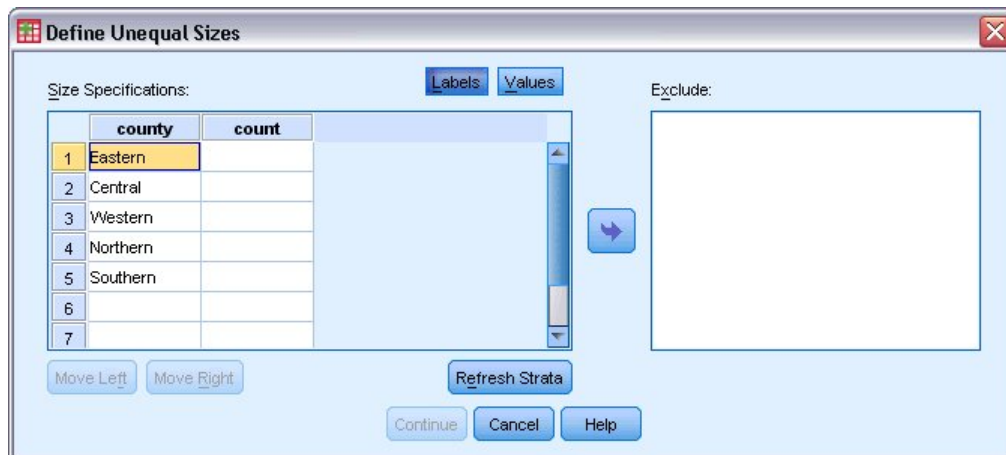 Define Unequal Sizes
Size Specifications:
Labels
Values
Exclude:
county count
1 Eastern
2 Central
3 Western
4 Northern
5 Southern
6
7
Move Left
Move Right
Refresh Strata
Continue
Cancel
Help